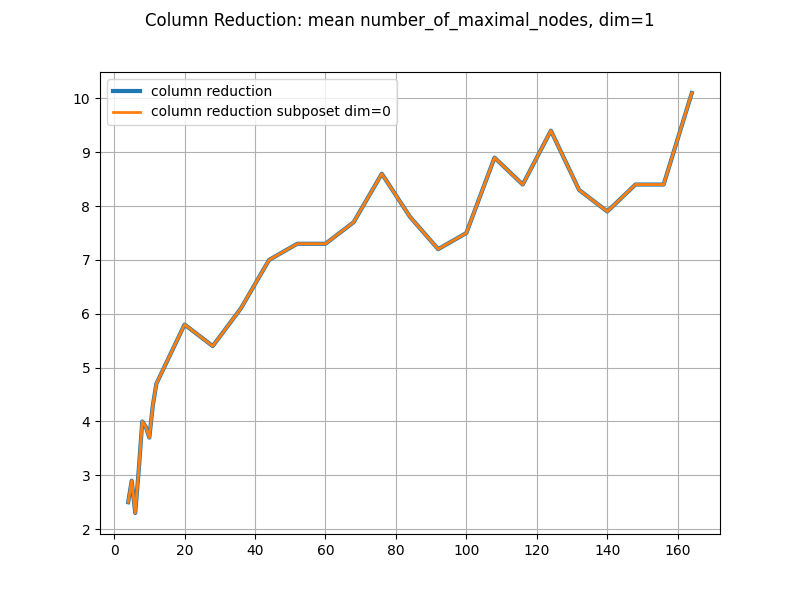 Column Reduction: mean number_of_maximal_nodes, dim=1
column reduction
column reduction subposet dim=0
10
9
8
7
6
5
4
3
2
0 20 40 60 80 100 120 140 160